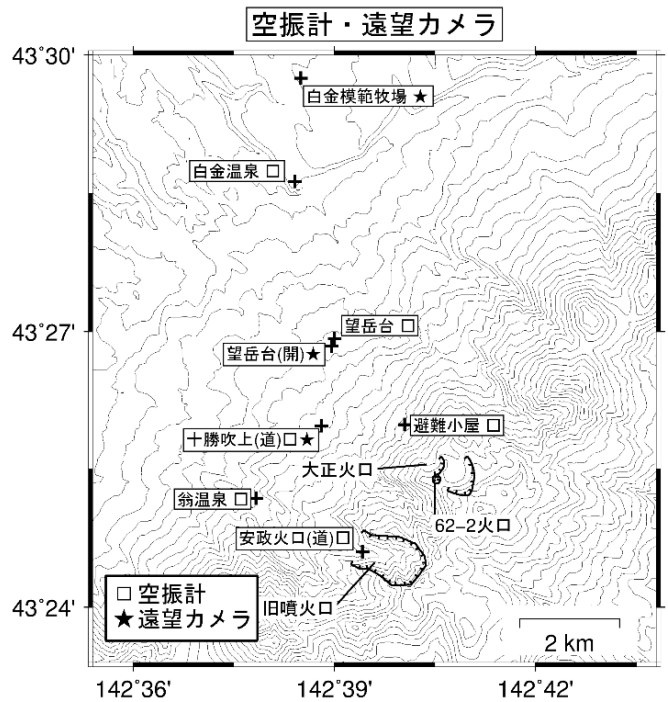 空振計・遠望カメラ
43°30'
白金模範牧場 ★
白金温泉 □
43°27'
望岳台 □
望岳台(開)★
十勝吹上(道)□★
避難小屋 □
大正火口
翁温泉 □
62-2火口
安政火口(道)□
旧噴火口
□ 空振計
★ 遠望カメラ
43°24'
2 km
142°36'
142°39'
142°42'